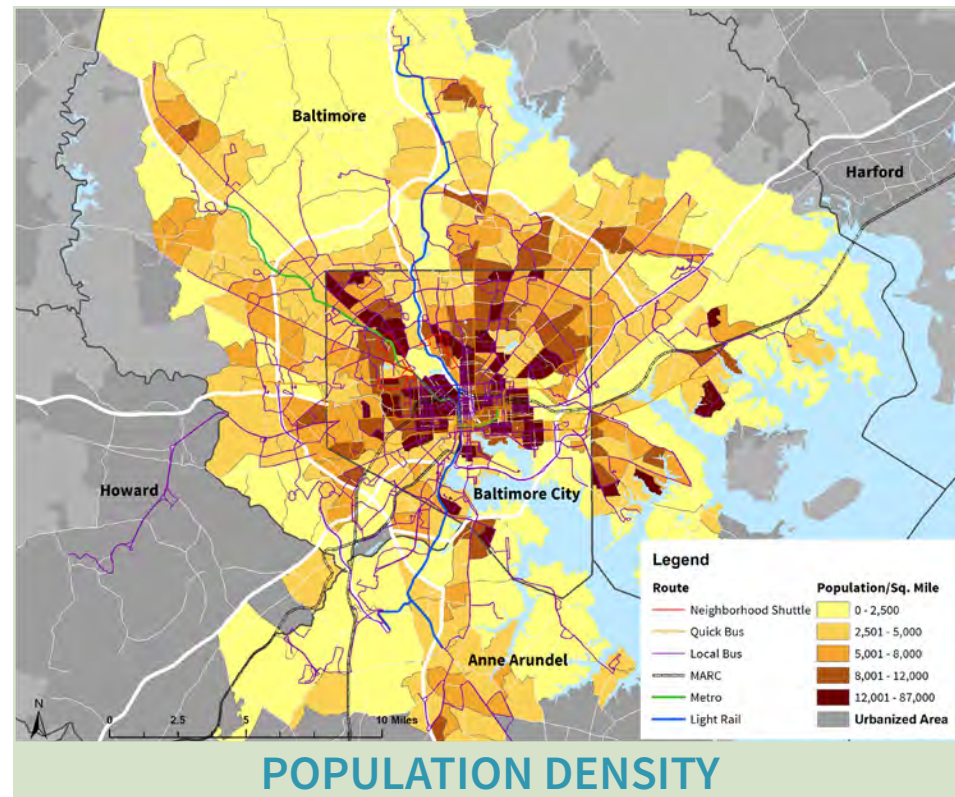 Baltimore
Harford
Howard
Baltimore City
Anne Arundel
N
0 2.5 5 10 Miles
Legend
Route
Neighborhood Shuttle
Quick Bus
Local Bus
MARC
Metro
Light Rail
Population/Sq. Mile
0 - 2,500
2,501 - 5,000
5,001 - 8,000
8,001 - 12,000
12,001 - 87,000
Urbanized Area
POPULATION DENSITY